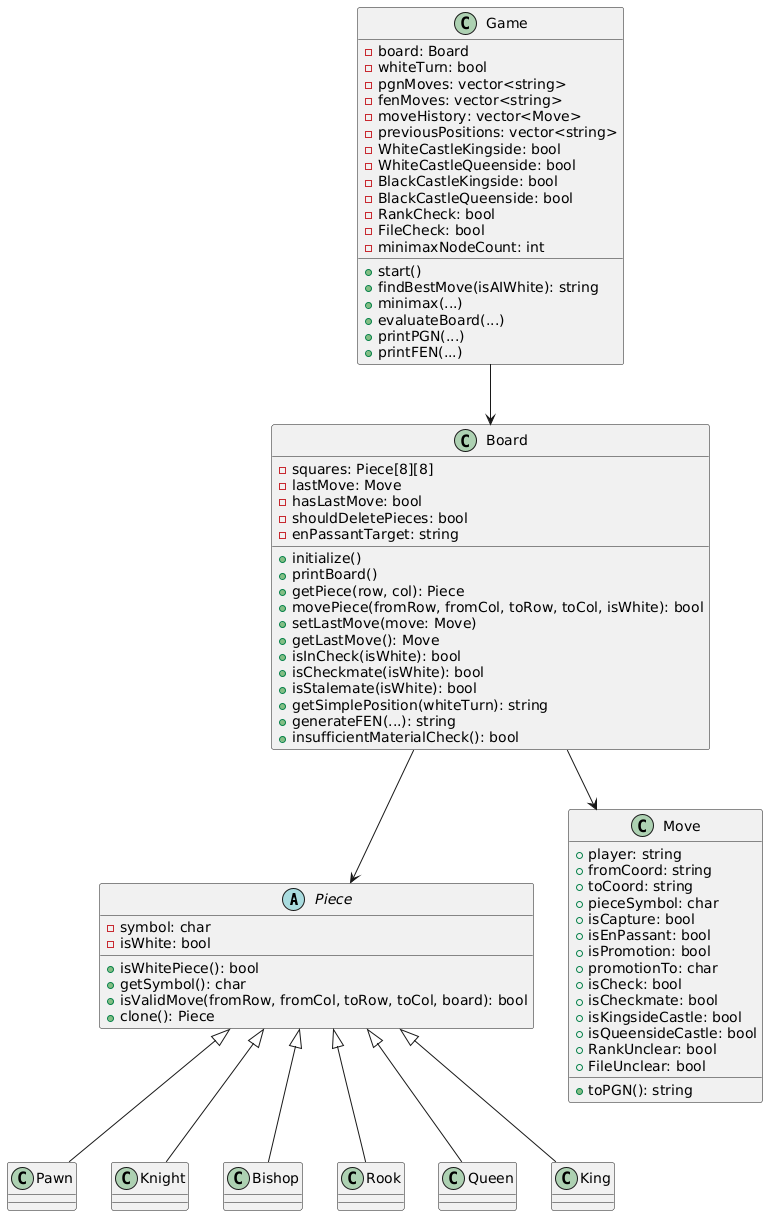 C Game
board: Board
whiteTurn: bool
pgnMoves: vector<string>
fenMoves: vector<string>
moveHistory: vector<Move>
previousPositions: vector<string>
WhiteCastleKingside: bool
WhiteCastleQueenside: bool
BlackCastleKingside: bool
BlackCastleQueenside: bool
RankCheck: bool
FileCheck: bool
minimaxNodeCount: int
start()
findBestMove(isAIWhite): string
minimax(...)
evaluateBoard(...)
printPGN(...)
printFEN(...)
C Board
squares: Piece[8][8]
lastMove: Move
hasLastMove: bool
shouldDeletePieces: bool
enPassantTarget: string
initialize()
printBoard()
getPiece(row, col): Piece
movePiece(fromRow, fromCol, toRow, toCol, isWhite): bool
setLastMove(move: Move)
getLastMove(): Move
isInCheck(isWhite): bool
isCheckmate(isWhite): bool
isStalemate(isWhite): bool
getSimplePosition(whiteTurn): string
generateFEN(...): string
insufficientMaterialCheck(): bool
A Piece
symbol: char
isWhite: bool
isWhitePiece(): bool
getSymbol(): char
isValidMove(fromRow, fromCol, toRow, toCol, board): bool
clone(): Piece
C Move
player: string
fromCoord: string
toCoord: string
pieceSymbol: char
isCapture: bool
isEnPassant: bool
isPromotion: bool
promotionTo: char
isCheck: bool
isCheckmate: bool
isKingsideCastle: bool
isQueensideCastle: bool
RankUnclear: bool
FileUnclear: bool
toPGN(): string
C Pawn
C Knight
C Bishop
C Rook
C Queen
C King